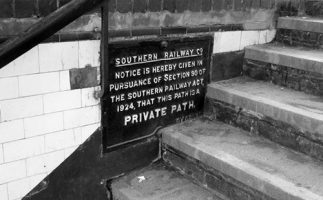 SOUTHERN RAILWAY Co
NOTICE IS HEREBY GIVEN IN
PURSUANCE OF SECTION 90 OF
THE SOUTHERN RAILWAY ACT,
1924, THAT THIS PATH IS A
PRIVATE PATH.